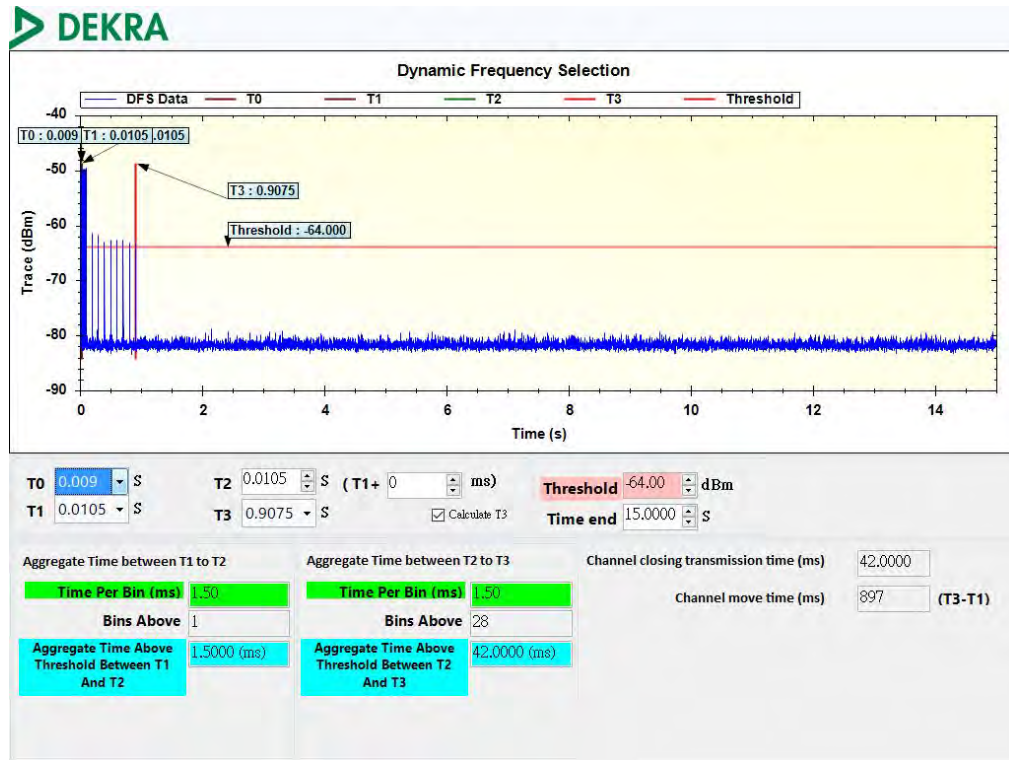 DEKRA
Dynamic Frequency Selection
DFS Data T0 T1 T2 T3 Threshold
-40
T0 : 0.009 T1 : 0.0105 .0105
-50
T3 : 0.9075
-60
Threshold : -64.000
Trace (dBm)
-70
-80
-90
0 2 4 6 8 10 12 14
Time (s)
T0 0.009 S T2 0.0105 S (T1+ 0 ms) Threshold -64.00 dBm
T1 0.0105 S T3 0.9075 S Calculate T3 Time end 15.0000 S
Aggregate Time between T1 to T2 Aggregate Time between T2 to T3 Channel closing transmission time (ms) 42.0000
Time Per Bin (ms) 1.50 Time Per Bin (ms) 1.50 Channel move time (ms) 897 (T3-T1)
Bins Above 1 Bins Above 28
Aggregate Time Above Threshold Between T1 And T2 1.5000 (ms) Aggregate Time Above Threshold Between T2 And T3 42.0000 (ms)